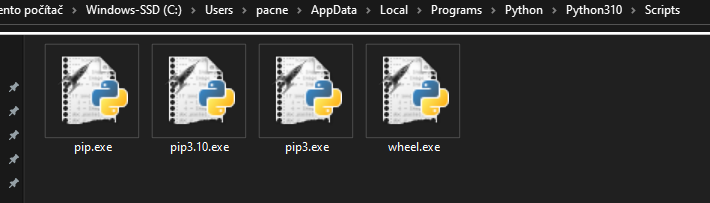 ento počítač > Windows-SSD (C:) > Users > pacne > AppData > Local > Programs > Python > Python310 > Scripts
pip.exe pip3.10.exe pip3.exe wheel.exe